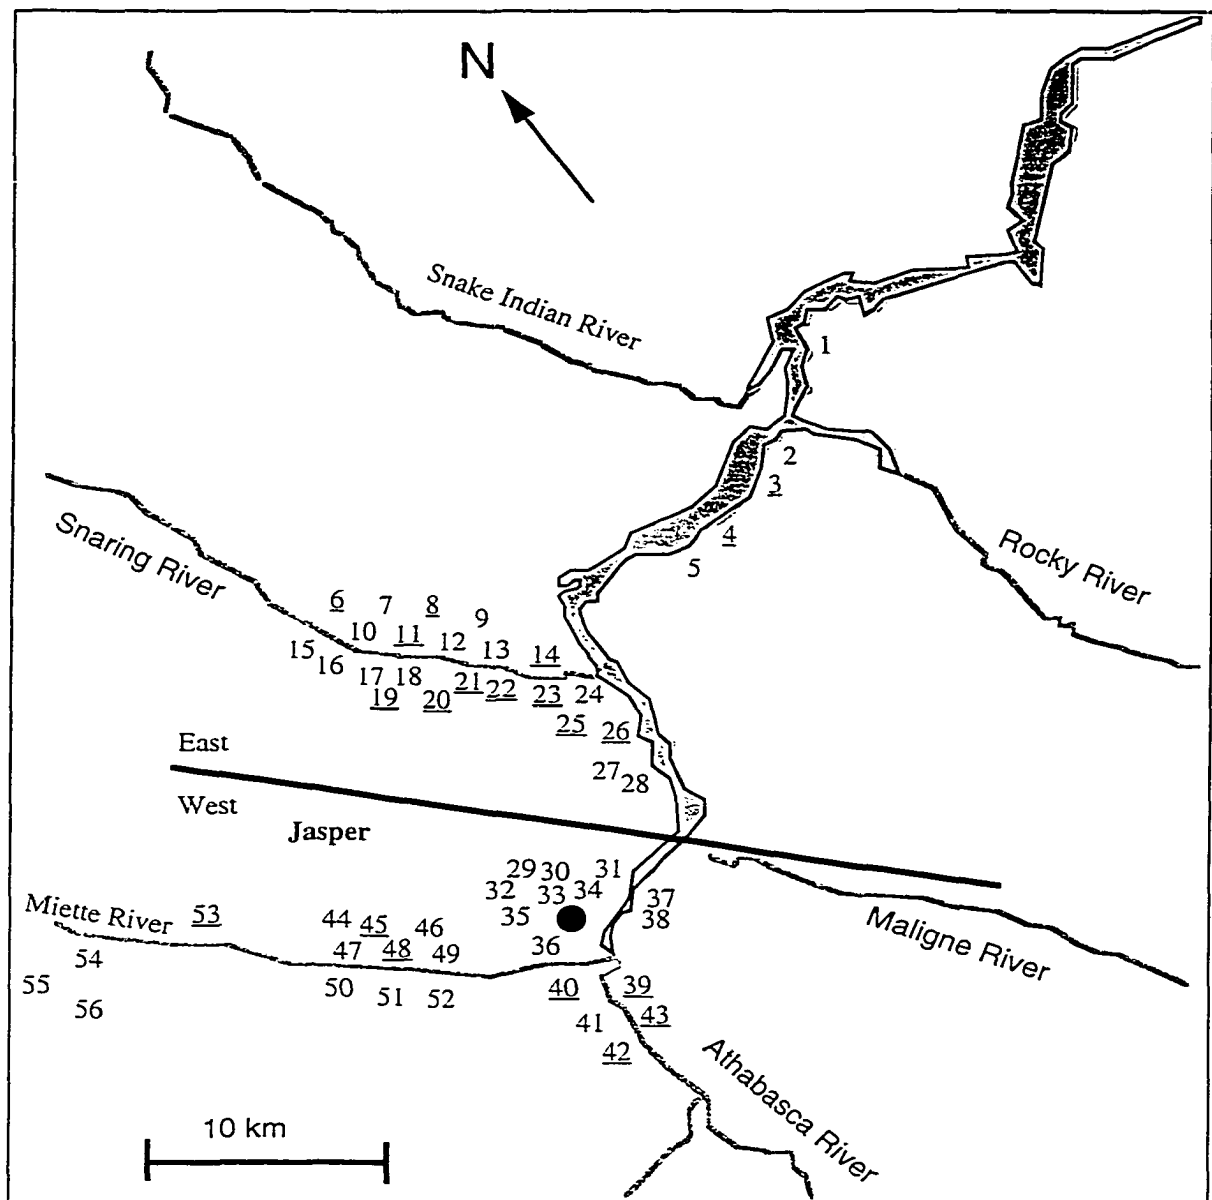 N
Snake Indian River
1
2
3
4
5
Rocky River
Snaring River
6 7 8 9
10 11 12 13 14
15 16
17 18 21 22 23 24
19 20
25 26
27 28
East
West
Jasper
29 30 31
32 33 34 37
35 38
36
Maligne River
Miette River 53 44 45 46
47 48 49
54
55 50 51 52 40 39
56
41 43
42
Athabasca River
10 km